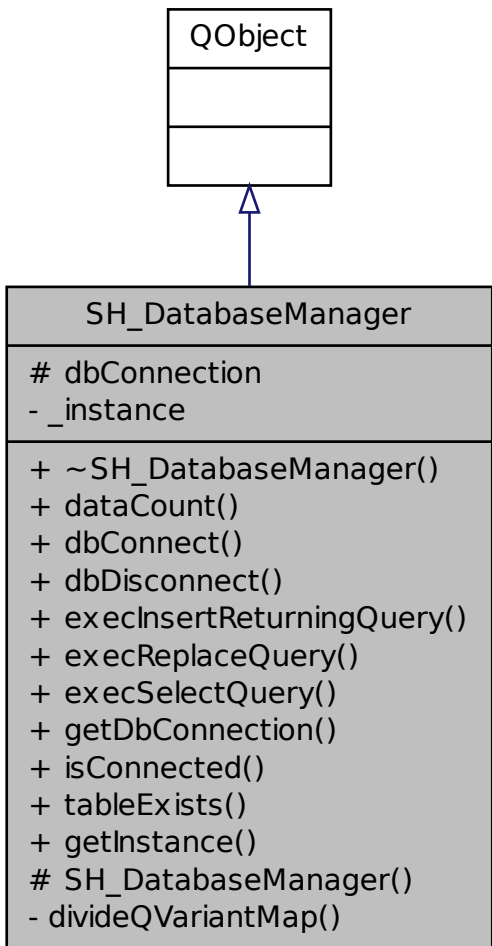 QObject
SH_DatabaseManager
# dbConnection
- _instance
+ ~SH_DatabaseManager()
+ dataCount()
+ dbConnect()
+ dbDisconnect()
+ execInsertReturningQuery()
+ execReplaceQuery()
+ execSelectQuery()
+ getDbConnection()
+ isConnected()
+ tableExists()
+ getInstance()
# SH_DatabaseManager()
- divideQVariantMap()